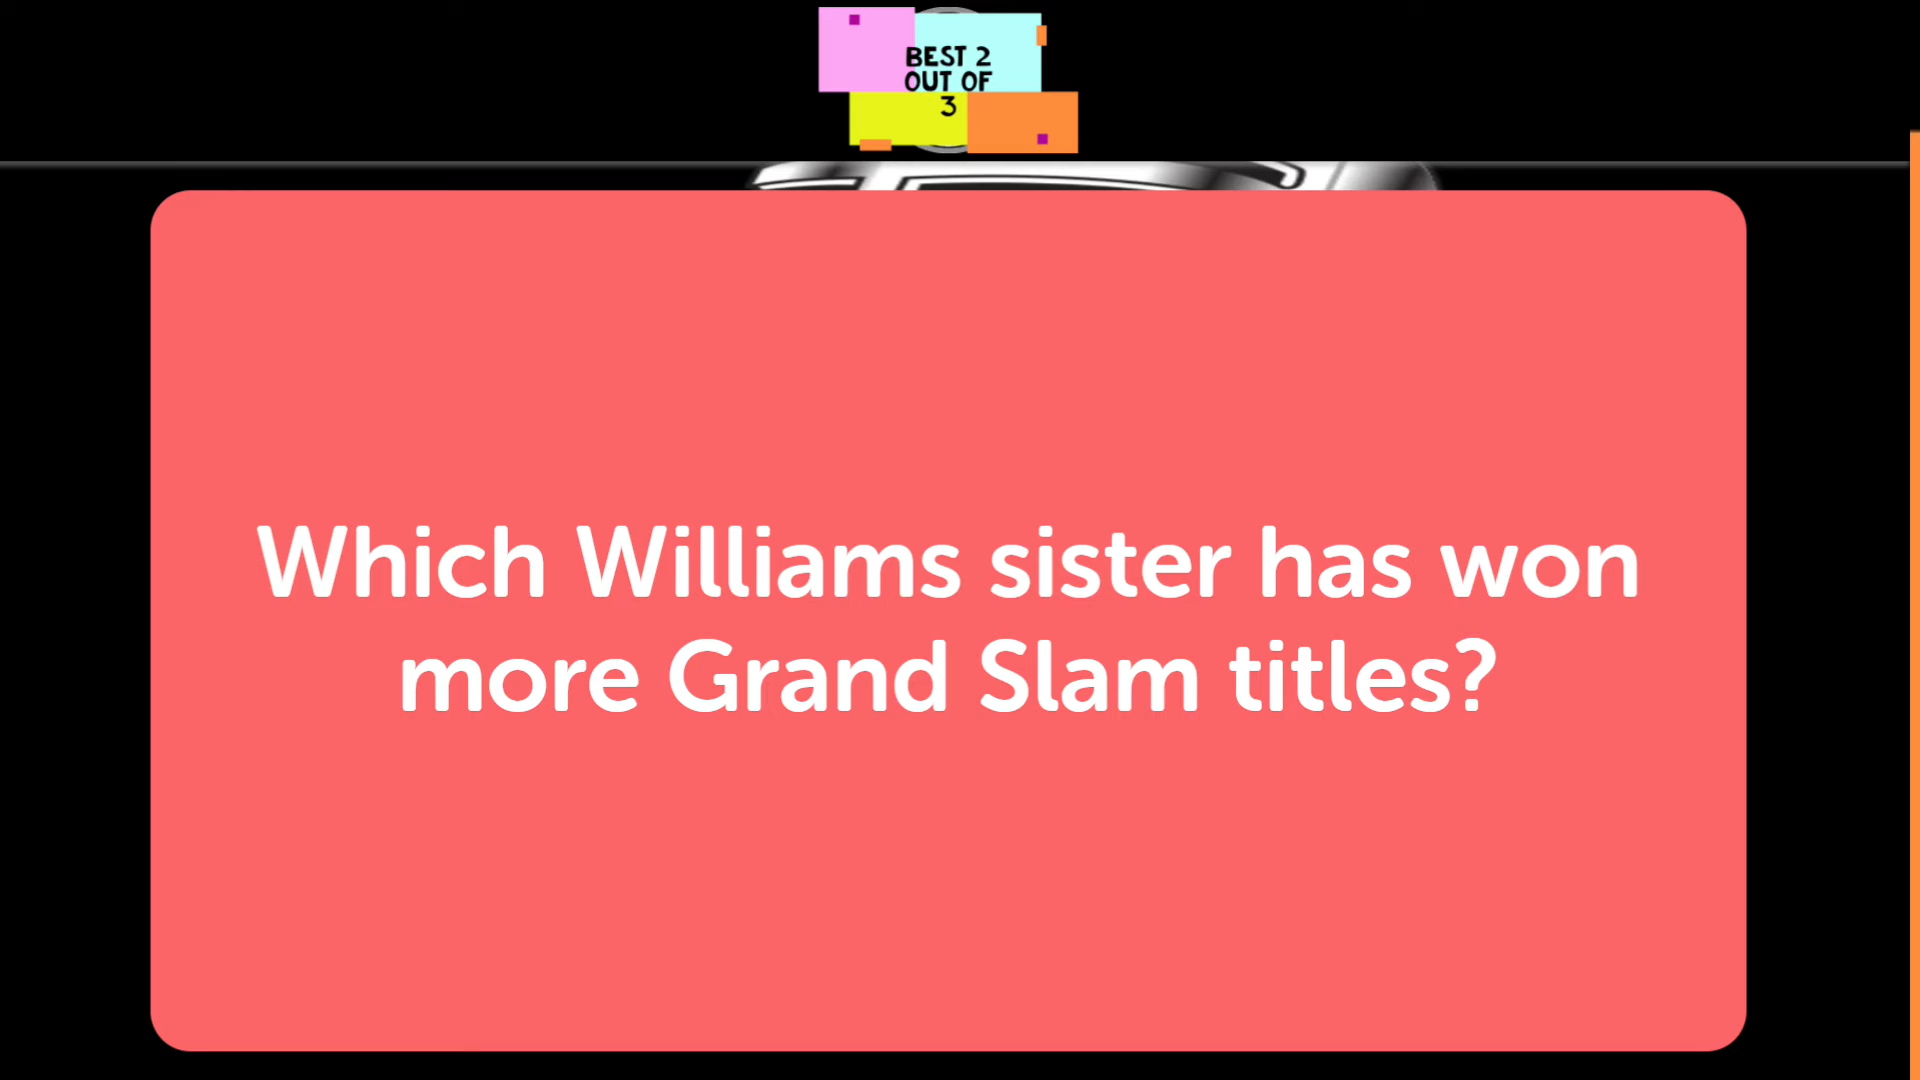 BEST 2
OUT OF
3
Which Williams sister has won
more Grand Slam titles?